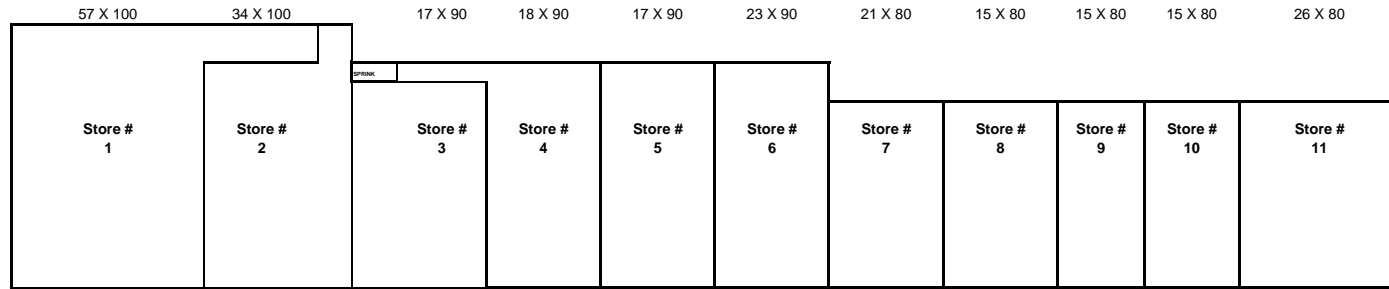 57 X 100
34 X 100
17 X 90
18 X 90
17 X 90
23 X 90
21 X 80
15 X 80
15 X 80
15 X 80
26 X 80
SPRINK
Store #
1
Store #
2
Store #
3
Store #
4
Store #
5
Store #
6
Store #
7
Store #
8
Store #
9
Store #
10
Store #
11